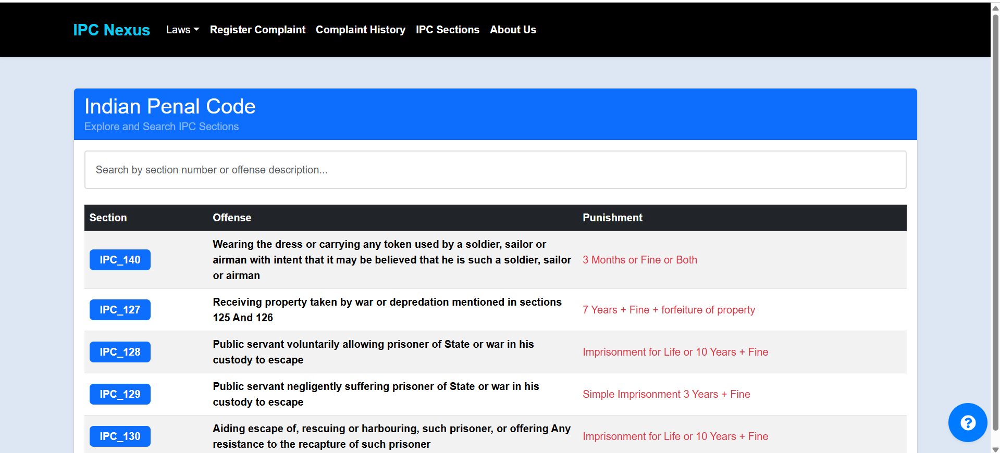 IPC Nexus Laws Register Complaint Complaint History IPC Sections About Us
Indian Penal Code
Explore and Search IPC Sections
Search by section number or offense description...
Section Offense Punishment
IPC_140
Wearing the dress or carrying any token used by a soldier, sailor or
airman with intent that it may be believed that he is such a soldier, sailor
or airman
3 Months or Fine or Both
IPC_127
Receiving property taken by war or depredation mentioned in sections
125 And 126
7 Years + Fine + forfeiture of property
IPC_128
Public servant voluntarily allowing prisoner of State or war in his
custody to escape
Imprisonment for Life or 10 Years + Fine
IPC_129
Public servant negligently suffering prisoner of State or war in his
custody to escape
Simple Imprisonment 3 Years + Fine
IPC_130
Aiding escape of, rescuing or harbouring, such prisoner, or offering Any
resistance to the recapture of such prisoner
Imprisonment for Life or 10 Years + Fine
?